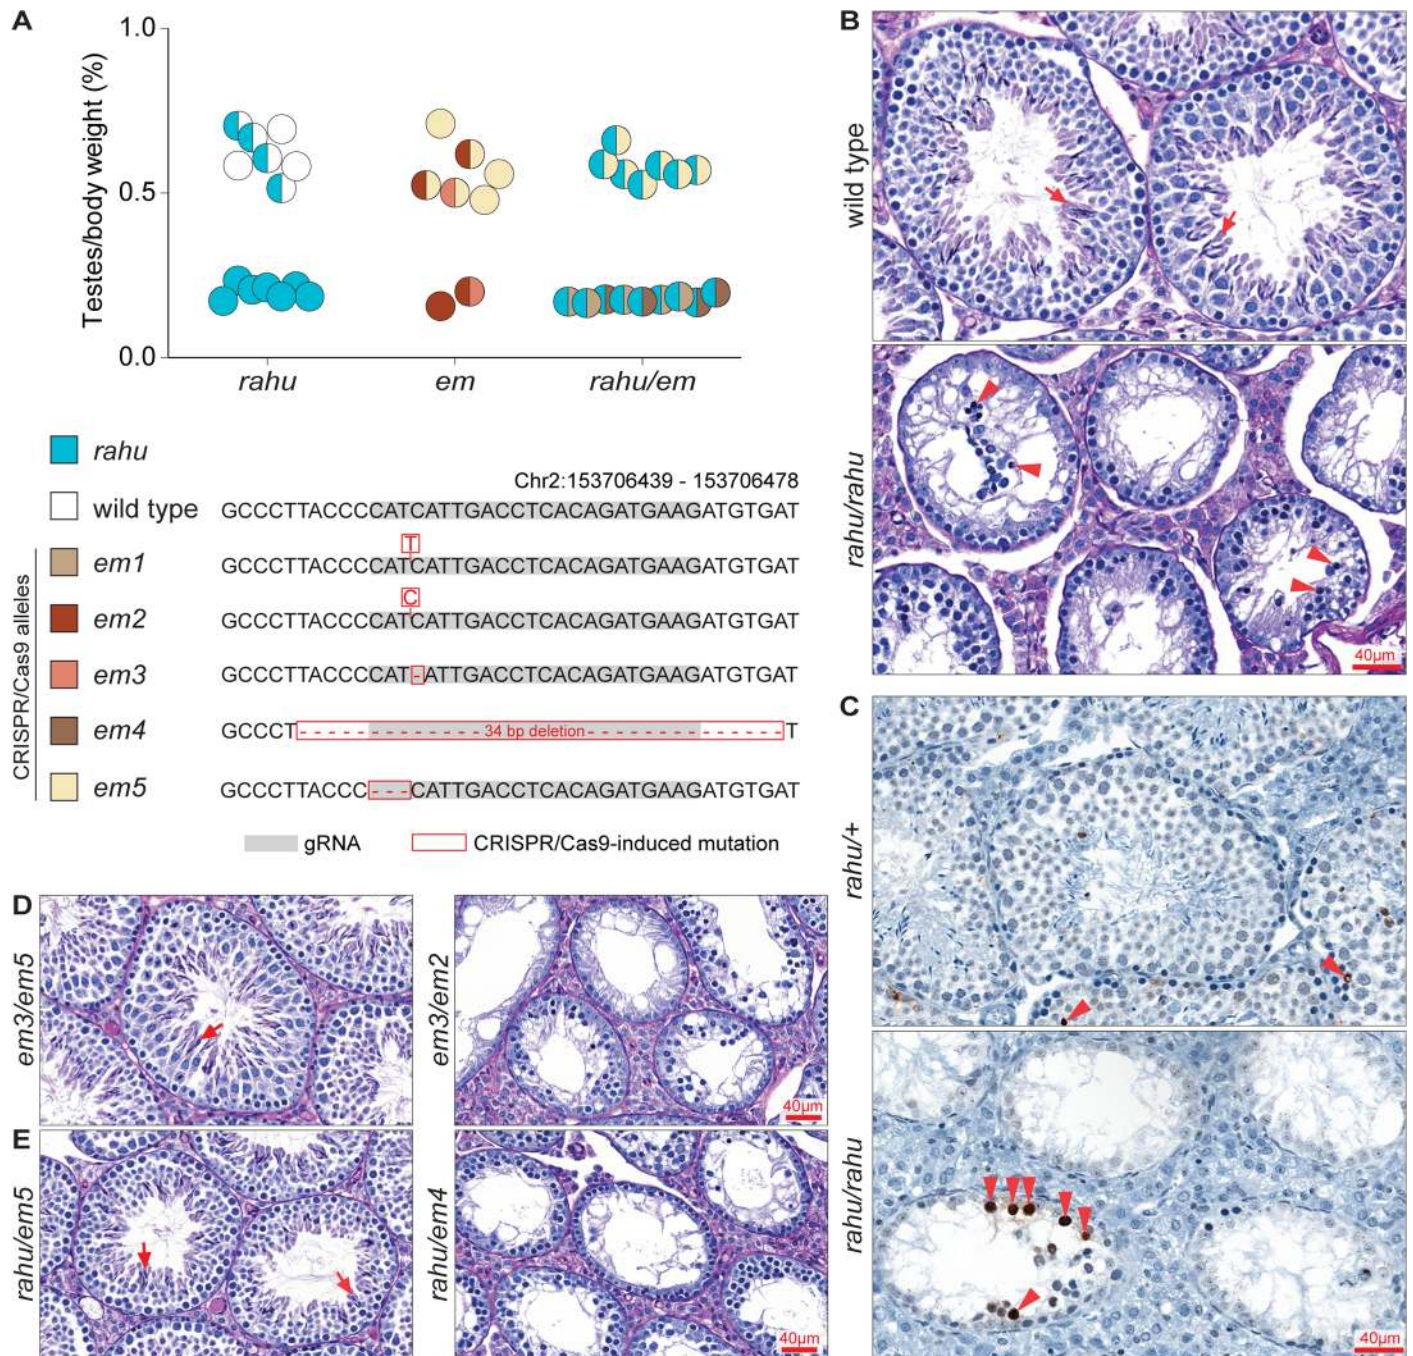 A
1.0
Testes/body weight (%)
0.5
0.0
rahu
em
rahu/em
rahu
Chr2:153706439 - 153706478
wild type
GCCCTTACCCCATCATTGACCTCACAGATGAAGATGTGAT
T
em1
GCCCTTACCCCATCATTGACCTCACAGATGAAGATGTGAT
C
em2
GCCCTTACCCCATCATTGACCTCACAGATGAAGATGTGAT
em3
GCCCTTACCCCAT-ATTGACCTCACAGATGAAGATGTGAT
em4
GCCCT- - - - - - - - - - - - - 34 bp deletion - - - - - - - - - - - - - - -T
em5
GCCCTTACCC- - -CATTGACCTCACAGATGAAGATGTGAT
CRISPR/Cas9 alleles
gRNA
CRISPR/Cas9-induced mutation
B
wild type
rahu/rahu
40µm
C
rahu/+
rahu/rahu
40µm
D
em3/em5
em3/em2
40µm
E
rahu/em5
rahu/em4
40µm